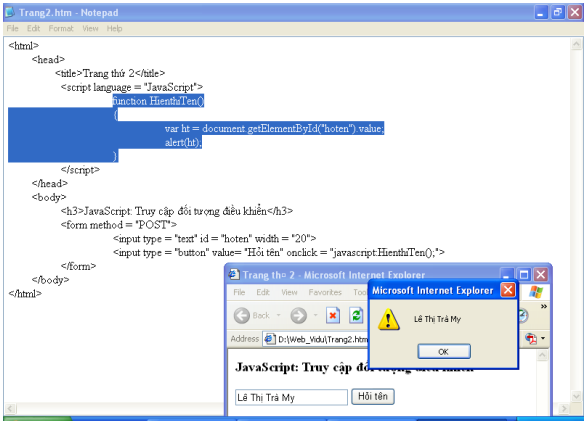 Trang2.htm - Notepad
File Edit Format View Help
<html>
<head>
<title>Trang thứ 2</title>
<script language = "JavaScript">
function HienthiTen()
{
var ht = document.getElementById("hoten").value;
alert(ht);
}
</script>
</head>
<body>
<h3>JavaScript: Truy cập đối tượng điều khiển</h3>
<form method = "POST">
<input type = "text" id = "hoten" width = "20">
<input type = "button" value= "Hỏi tên" onclick = "javascript:HienthiTen();">
</form>
</body>
</html>
Trang th= 2 - Microsoft Internet Explorer
File Edit View Favorites Too
Back
Address D:\Web_Vidu\Trang2.htm
JavaScript: Truy cập đối tượng điều khiển
Lê Thị Trà My
Hỏi tên
Microsoft Internet Explorer
Lê Thị Trà My
OK